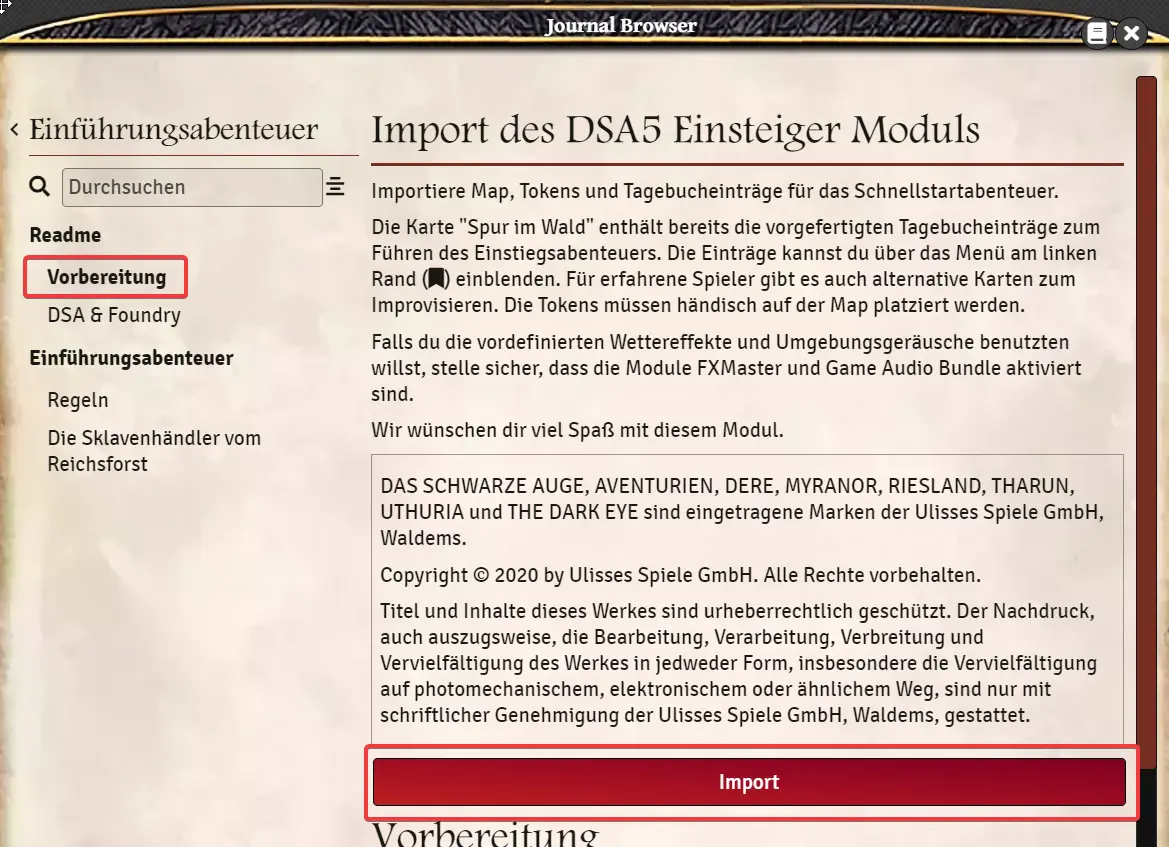 Journal Browser
Einführungsabenteuer
Durchsuchen
Readme
Vorbereitung
DSA & Foundry
Einführungsabenteuer
Regeln
Die Sklavenhändler vom
Reichsforst
Import des DSA5 Einsteiger Moduls
Importiere Map, Tokens und Tagebucheinträge für das Schnellstartabenteuer.
Die Karte "Spur im Wald" enthält bereits die vorgefertigten Tagebucheinträge zum
Führen des Einstiegsabenteuers. Die Einträge kannst du über das Menü am linken
Rand () einblenden. Für erfahrene Spieler gibt es auch alternative Karten zum
Improvisieren. Die Tokens müssen händisch auf der Map platziert werden.
Falls du die vordefinierten Wettereffekte und Umgebungsgeräusche benutzten
willst, stelle sicher, dass die Module FXMaster und Game Audio Bundle aktiviert
sind.
Wir wünschen dir viel Spaß mit diesem Modul.
DAS SCHWARZE AUGE, AVENTURIEN, DERE, MYRANOR, RIESLAND, THARUN,
UTHURIA und THE DARK EYE sind eingetragene Marken der Ulisses Spiele GmbH,
Waldems.
Copyright © 2020 by Ulisses Spiele GmbH. Alle Rechte vorbehalten.
Titel und Inhalte dieses Werkes sind urheberrechtlich geschützt. Der Nachdruck,
auch auszugsweise, die Bearbeitung, Verarbeitung, Verbreitung und
Vervielfältigung des Werkes in jedweder Form, insbesondere die Vervielfältigung
auf photomechanischem, elektronischem oder ähnlichem Weg, sind nur mit
schriftlicher Genehmigung der Ulisses Spiele GmbH, Waldems, gestattet.
Import
Vorbereitung